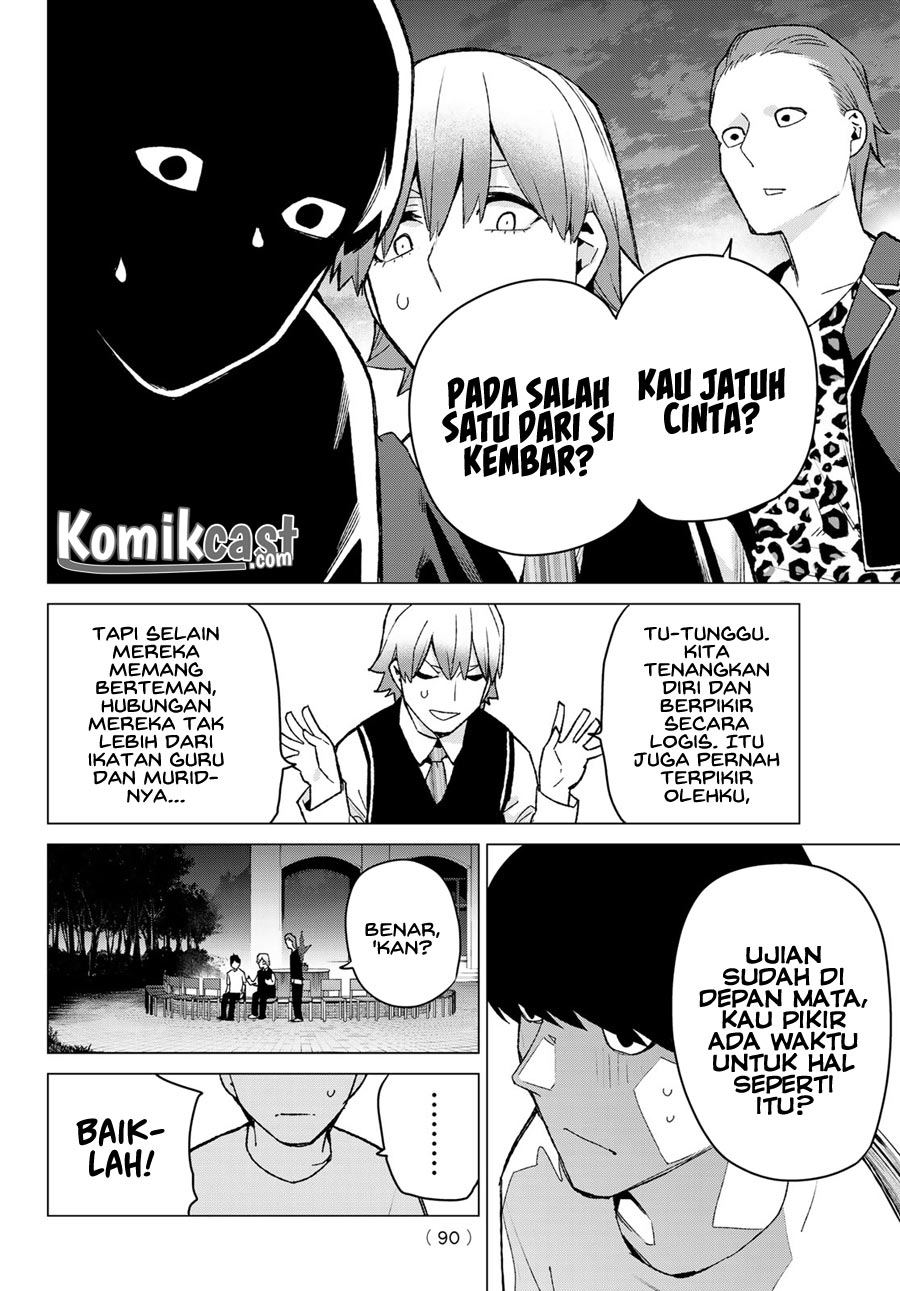 KAU JATUH
CINTA?
PADA SALAH
SATU DARI SI
KEMBAR?
Komikcast
.com
TU-TUNGGU.
KITA
TENANGKAN
DIRI DAN
BERPIKIR
SECARA
LOGIS. ITU
JUGA PERNAH
TERPIKIR
OLEHKU,
TAPI SELAIN
MEREKA
MEMANG
BERTEMAN,
HUBUNGAN
MEREKA TAK
LEBIH DARI
IKATAN GURU
DAN MURID-
NYA...
UJIAN
SUDAH DI
DEPAN MATA,
KAU PIKIR
ADA WAKTU
UNTUK HAL
SEPERTI
ITU?
BENAR,
'KAN?
........
BAIK-
LAH!
( 90 )